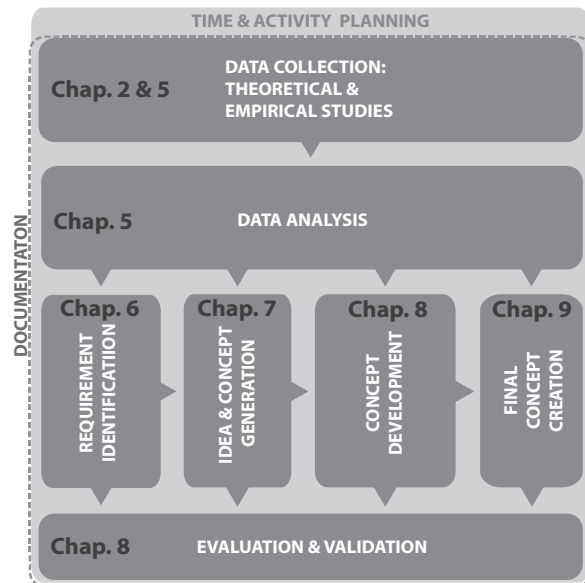 TIME & ACTIVITY PLANNING
DOCUMENTATON
Chap. 2 & 5
DATA COLLECTION:
THEORETICAL &
EMPIRICAL STUDIES
Chap. 5
DATA ANALYSIS
Chap. 6
REQUIREMENT
IDENTIFICATIION
Chap. 7
IDEA & CONCEPT
GENERATION
Chap. 8
CONCEPT
DEVELOPMENT
Chap. 9
FINAL
CONCEPT
CREATION
Chap. 8
EVALUATION & VALIDATION